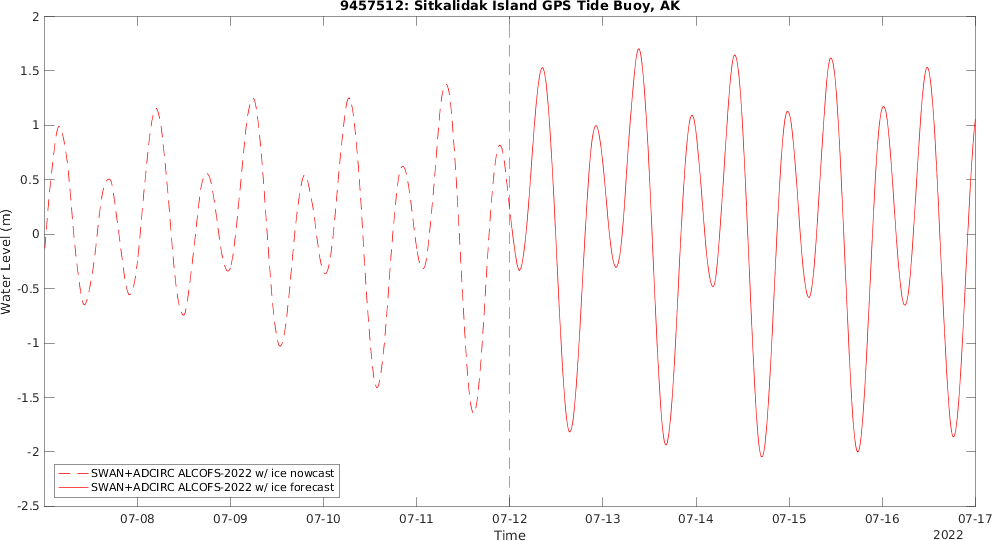 9457512: Sitkalidak Island GPS Tide Buoy, AK
2
1.5
1
0.5
0
-0.5
-1
-1.5
-2
-2.5
Water Level (m)
SWAN+ADCIRC ALCOFS-2022 w/ ice nowcast
SWAN+ADCIRC ALCOFS-2022 w/ ice forecast
07-08 07-09 07-10 07-11 07-12 07-13 07-14 07-15 07-16 07-17
Time
2022